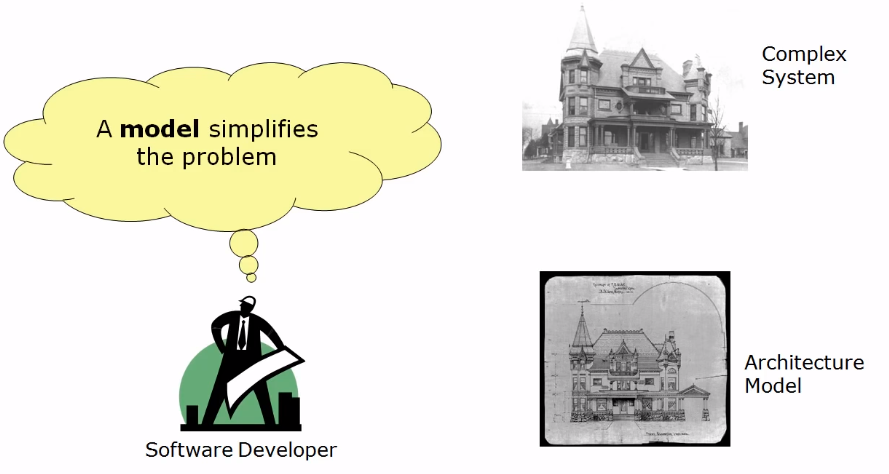 A model simplifies
the problem
Complex
System
Architecture
Model
Software Developer